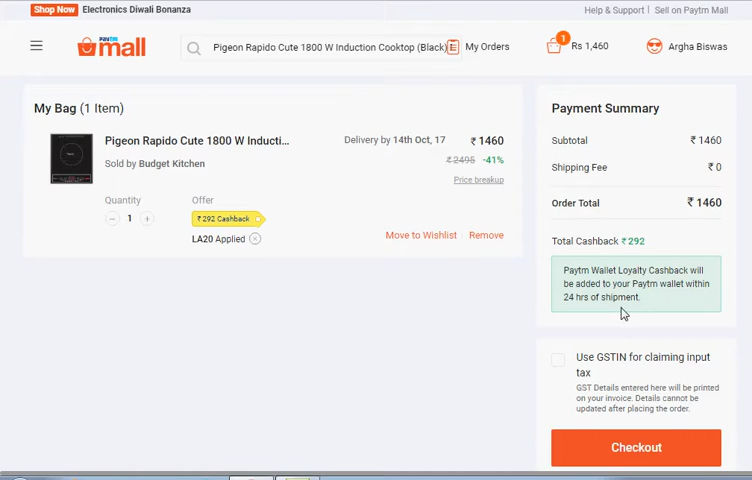 Shop Now Electronics Diwali Bonanza
Help & Support | Sell on Paytm Mall
paytm mall
Pigeon Rapido Cute 1800 W Induction Cooktop (Black)
My Orders
1
Rs 1,460
Argha Biswas
My Bag (1 Item)
Pigeon Rapido Cute 1800 W Inducti...
Delivery by 14th Oct, 17
₹ 1460
Sold by Budget Kitchen
₹ 2495 -41%
Price breakup
Quantity
Offer
− 1 +
₹ 292 Cashback
LA20 Applied
Move to Wishlist | Remove
Payment Summary
Subtotal ₹ 1460
Shipping Fee ₹ 0
Order Total ₹ 1460
Total Cashback ₹ 292
Paytm Wallet Loyalty Cashback will
be added to your Paytm wallet within
24 hrs of shipment.
Use GSTIN for claiming input
tax
GST Details entered here will be printed
on your invoice. Details cannot be
updated after placing the order.
Checkout